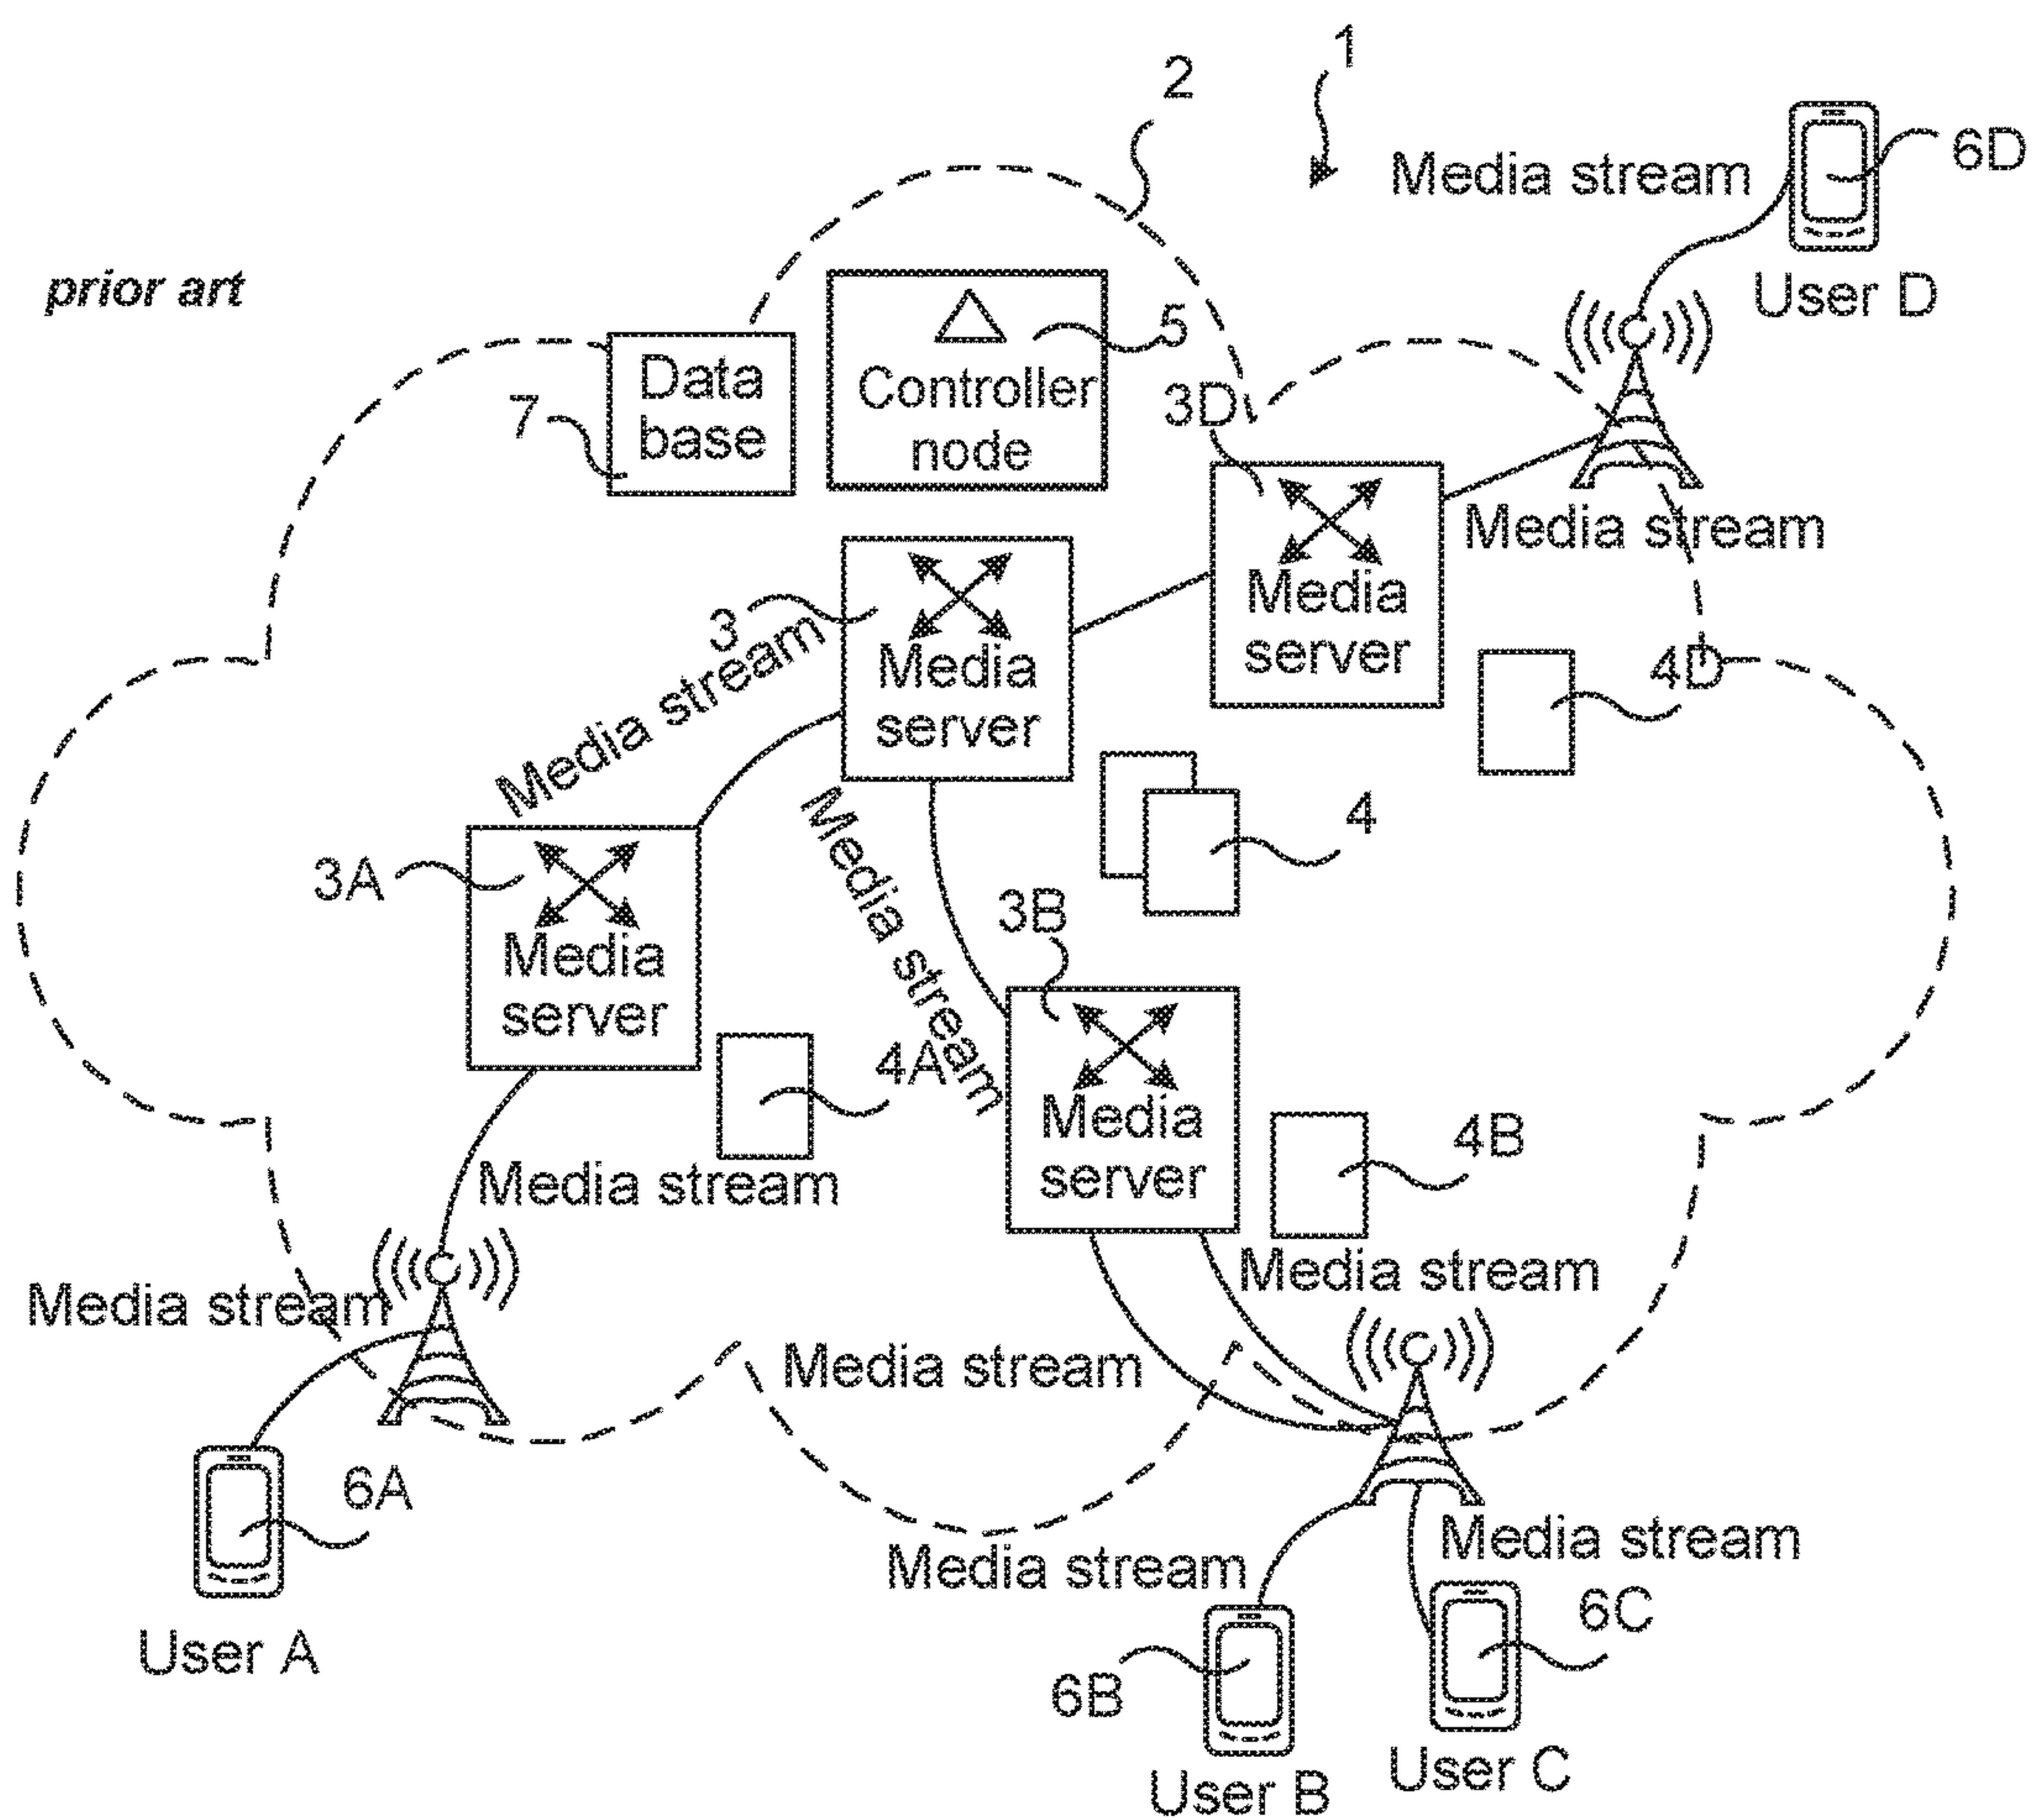 1
2
Media stream
6D
prior art
User D
5
Data
base
7
Controller
node
3D
Media stream
Media
server
3
Media stream
Media
server
4D
4
Media stream
3A
3B
Media
server
4A
Media
server
4B
Media stream
Media stream
Media stream
Media stream
6A
Media stream
Media stream
6C
User A
6B
User C
User B